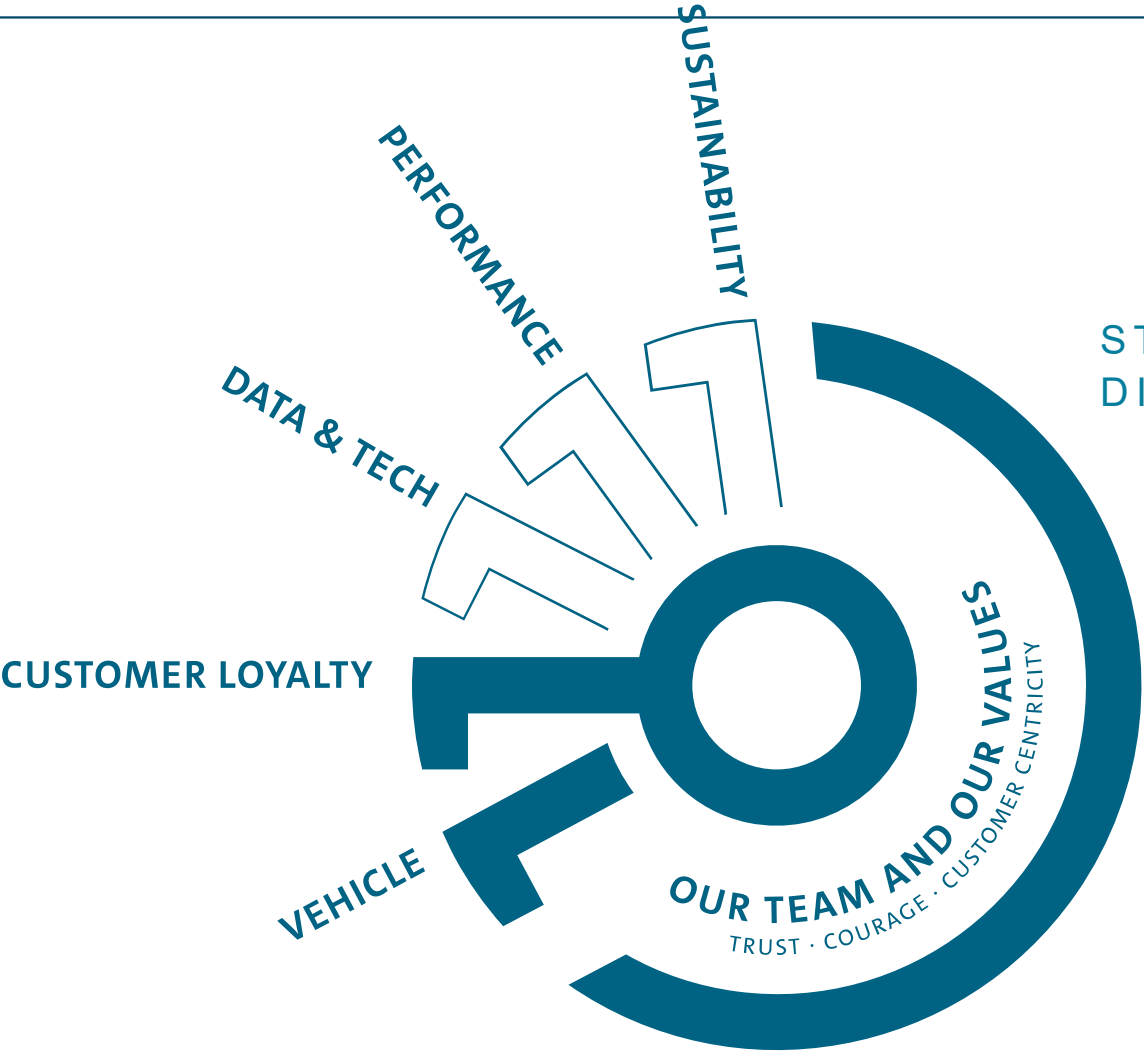 SUSTAINABILITY
PERFORMANCE
DATA & TECH
CUSTOMER LOYALTY
VEHICLE
OUR TEAM AND OUR VALUES
TRUST · COURAGE · CUSTOMER CENTRICITY